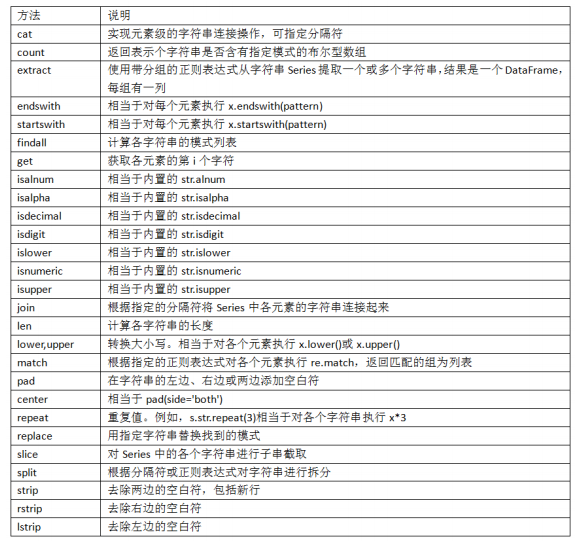 方法 说明
cat 实现元素级的字符串连接操作，可指定分隔符
count 返回表示个字符串是否含有指定模式的布尔型数组
extract 使用带分组的正则表达式从字符串 Series 提取一个或多个字符串，结果是一个 DataFrame，
每组有一列
endswith 相当于对每个元素执行 x.endswith(pattern)
startswith 相当于对每个元素执行 x.startswith(pattern)
findall 计算各字符串的模式列表
get 获取各元素的第 i 个字符
isalnum 相当于内置的 str.alnum
isalpha 相当于内置的 str.isalpha
isdecimal 相当于内置的 str.isdecimal
isdigit 相当于内置的 str.isdigit
islower 相当于内置的 str.islower
isnumeric 相当于内置的 str.isnumeric
isupper 相当于内置的 str.isupper
join 根据指定的分隔符将 Series 中各元素的字符串连接起来
len 计算各字符串的长度
lower,upper 转换大小写。相当于对各个元素执行 x.lower()或 x.upper()
match 根据指定的正则表达式对各个元素执行 re.match，返回匹配的组为列表
pad 在字符串的左边、右边或两边添加空白符
center 相当于 pad(side='both')
repeat 重复值。例如，s.str.repeat(3)相当于对各个字符串执行 x*3
replace 用指定字符串替换找到的模式
slice 对 Series 中的各个字符串进行子串截取
split 根据分隔符或正则表达式对字符串进行拆分
strip 去除两边的空白符，包括新行
rstrip 去除右边的空白符
lstrip 去除左边的空白符